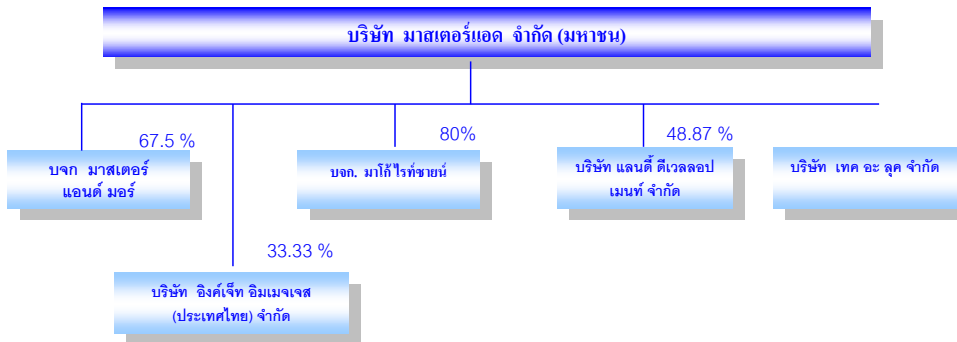 บริษัท มาสเตอร์แอด จำกัด (มหาชน)
67.5 %
80%
48.87 %
บจก มาสเตอร์
แอนด์ มอร์
บจก. มาโก้ ไรท์ซายน์
บริษัท แลนดี้ ดีเวลลอป
เมนท์ จำกัด
บริษัท เทค อะ ลุค จำกัด
33.33 %
บริษัท อิงค์เจ็ท อิมเมจเจส
(ประเทศไทย) จำกัด